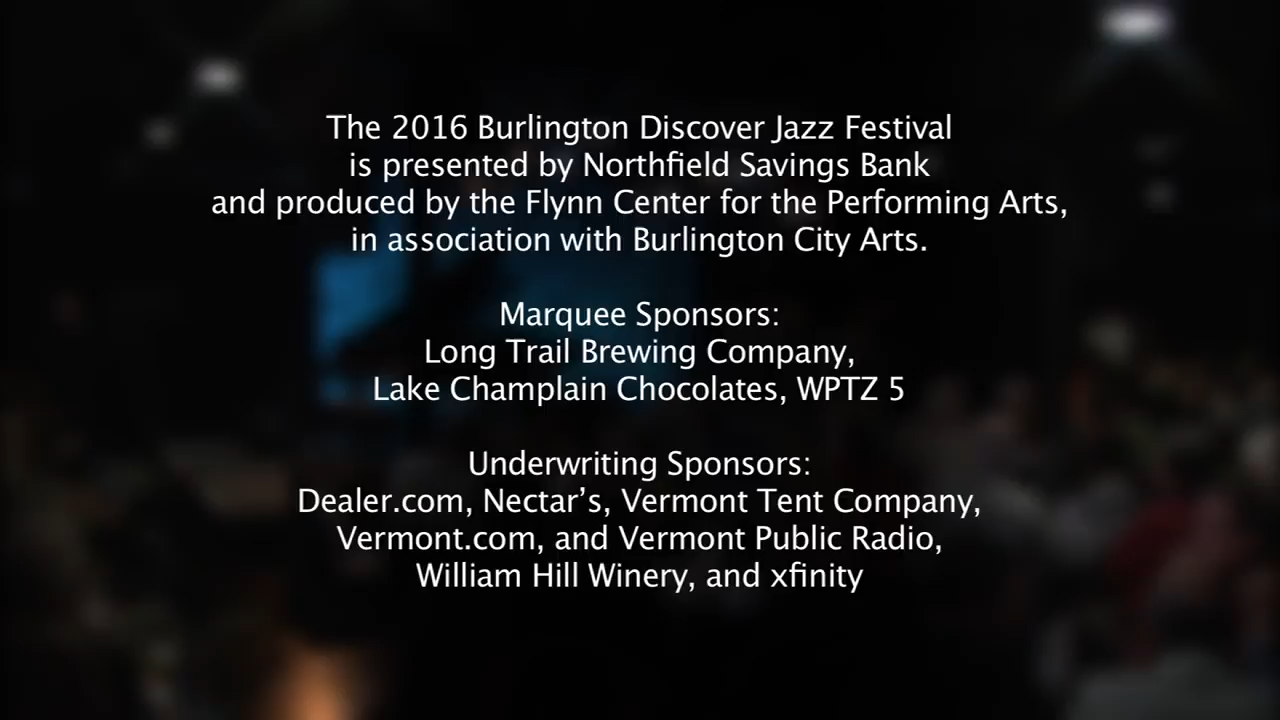 The 2016 Burlington Discover Jazz Festival
is presented by Northfield Savings Bank
and produced by the Flynn Center for the Performing Arts,
in association with Burlington City Arts.
Marquee Sponsors:
Long Trail Brewing Company,
Lake Champlain Chocolates, WPTZ 5
Underwriting Sponsors:
Dealer.com, Nectar’s, Vermont Tent Company,
Vermont.com, and Vermont Public Radio,
William Hill Winery, and xfinity